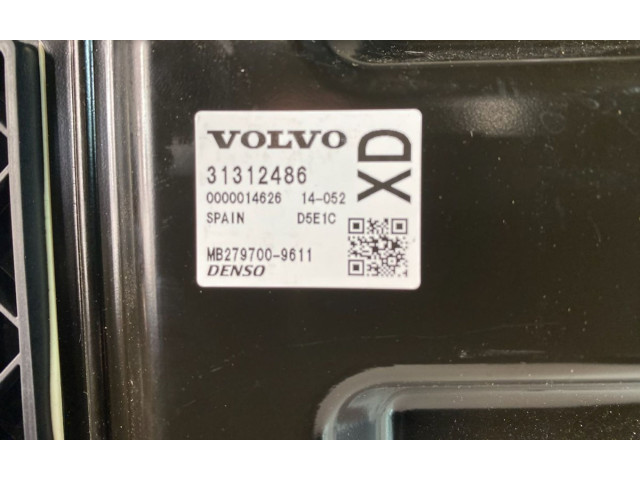 VOLVO
31312486
0000014626 14-052
SPAIN D5E1C
MB279700-9611
DENSO
XD